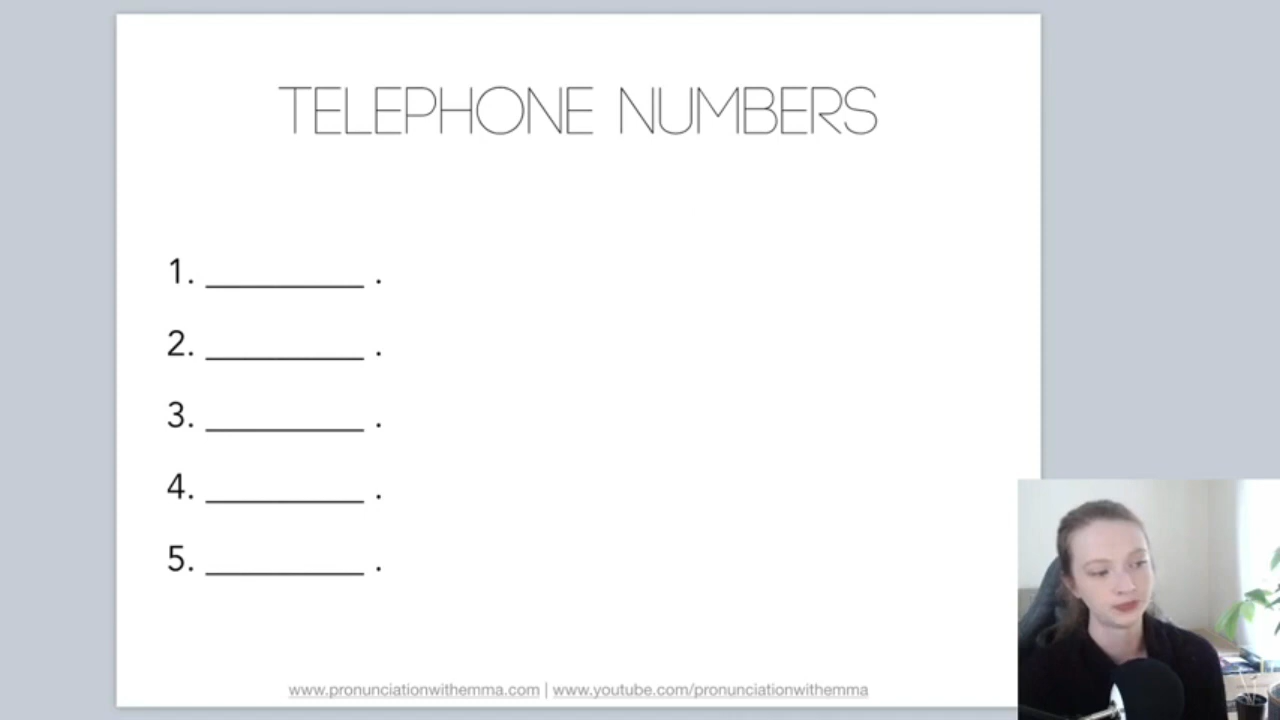 TELEPHONE NUMBERS
1. __________ .
2. __________ .
3. __________ .
4. __________ .
5. __________ .
www.pronunciationwithemma.com | www.youtube.com/pronunciationwithemma